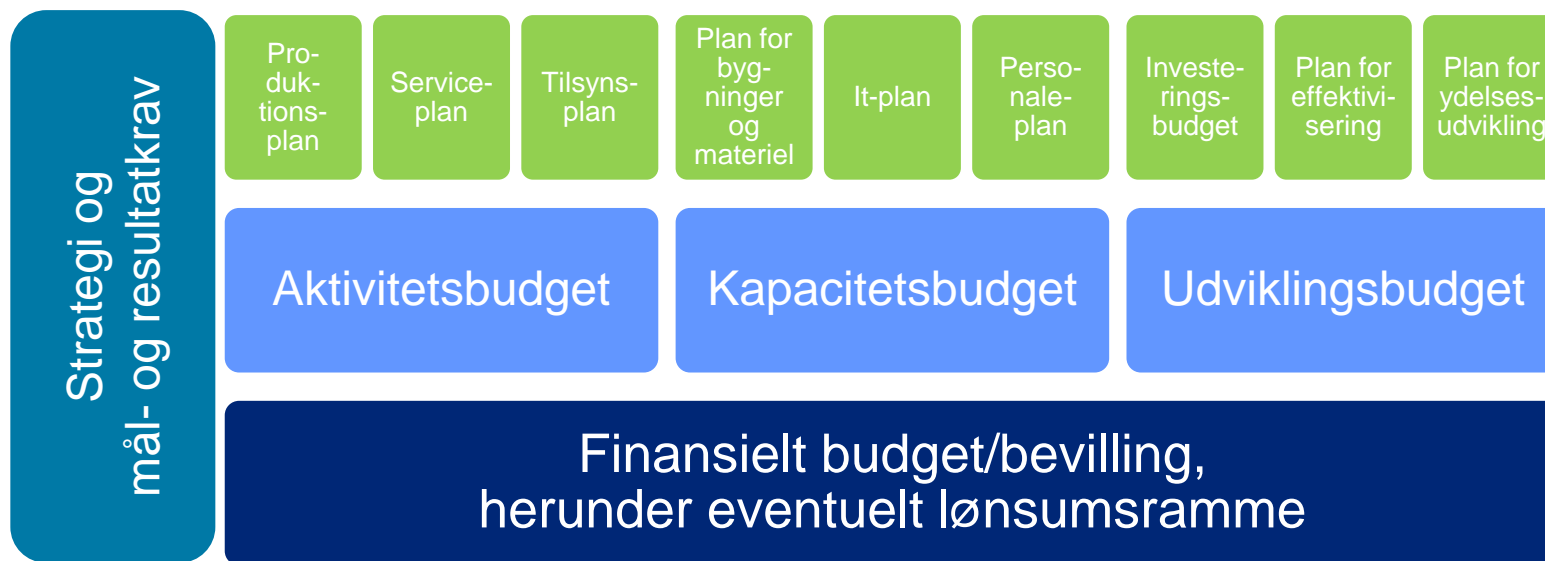 Strategi og
mål- og resultatkrav
Pro-
duk-
tions-
plan
Service-
plan
Tilsyns-
plan
Plan for
byg-
ninger
og
materiel
It-plan
Perso-
nale-
plan
Investe-
rings-
budget
Plan for
effektivi-
sering
Plan for
ydelses-
udvikling
Aktivitetsbudget
Kapacitetsbudget
Udviklingsbudget
Finansielt budget/bevilling,
herunder eventuelt lønsumsramme